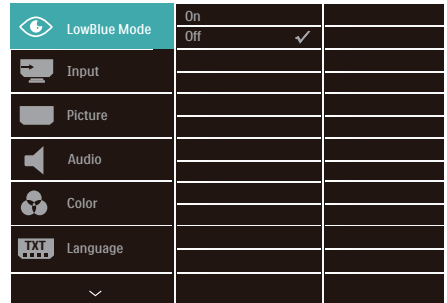 LowBlue Mode
On
Off
Input
Picture
Audio
Color
TXT
Language